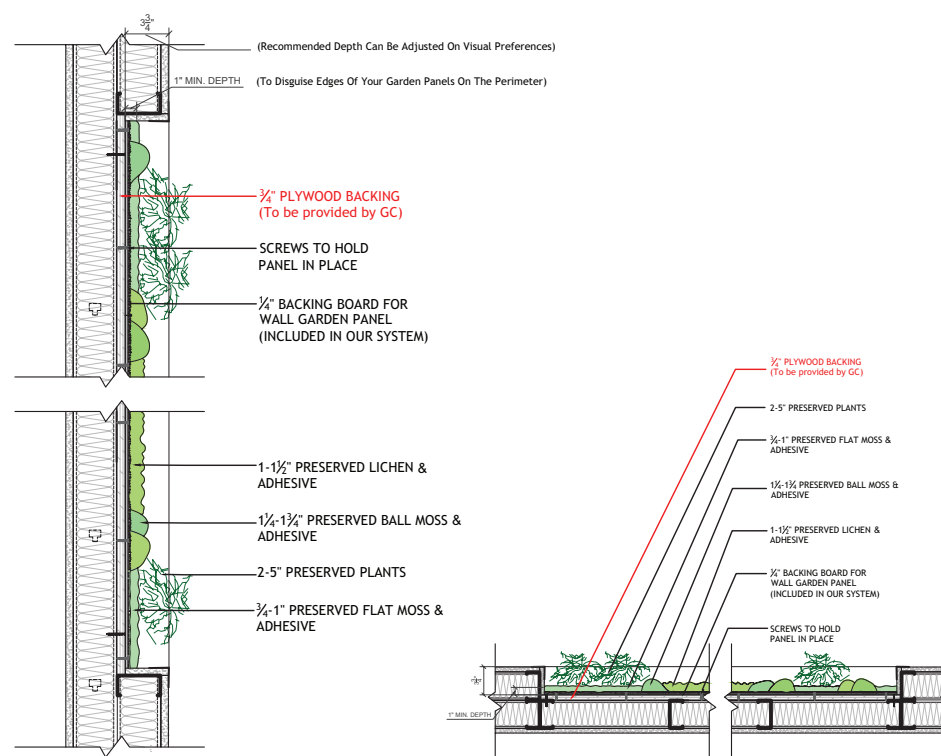 3 3/4"
(Recommended Depth Can Be Adjusted On Visual Preferences)
1" MIN. DEPTH
(To Disguise Edges Of Your Garden Panels On The Perimeter)
¾" PLYWOOD BACKING
(To be provided by GC)
SCREWS TO HOLD
PANEL IN PLACE
¼" BACKING BOARD FOR
WALL GARDEN PANEL
(INCLUDED IN OUR SYSTEM)
1-1½" PRESERVED LICHEN &
ADHESIVE
1¼-1¾" PRESERVED BALL MOSS &
ADHESIVE
2-5" PRESERVED PLANTS
¾-1" PRESERVED FLAT MOSS &
ADHESIVE
¾" PLYWOOD BACKING
(To be provided by GC)
2-5" PRESERVED PLANTS
¾-1" PRESERVED FLAT MOSS &
ADHESIVE
1¼-1¾ PRESERVED BALL MOSS &
ADHESIVE
1-1½" PRESERVED LICHEN &
ADHESIVE
¼" BACKING BOARD FOR
WALL GARDEN PANEL
(INCLUDED IN OUR SYSTEM)
SCREWS TO HOLD
PANEL IN PLACE
1" MIN. DEPTH